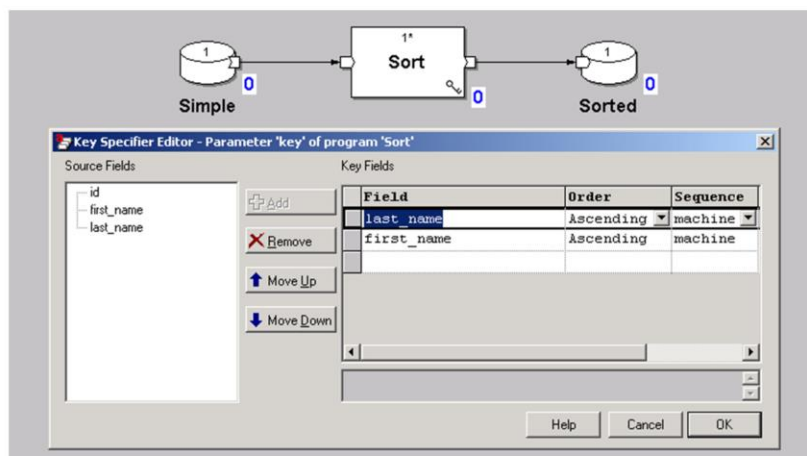 1
1*
1
Sort
0
0
0
Simple
Sorted
Key Specifier Editor - Parameter 'key' of program 'Sort'
Source Fields
Key Fields
id
first_name
last_name
Add
Remove
Move Up
Move Down
Field Order Sequence
last_name Ascending machine
first_name Ascending machine
Help Cancel OK